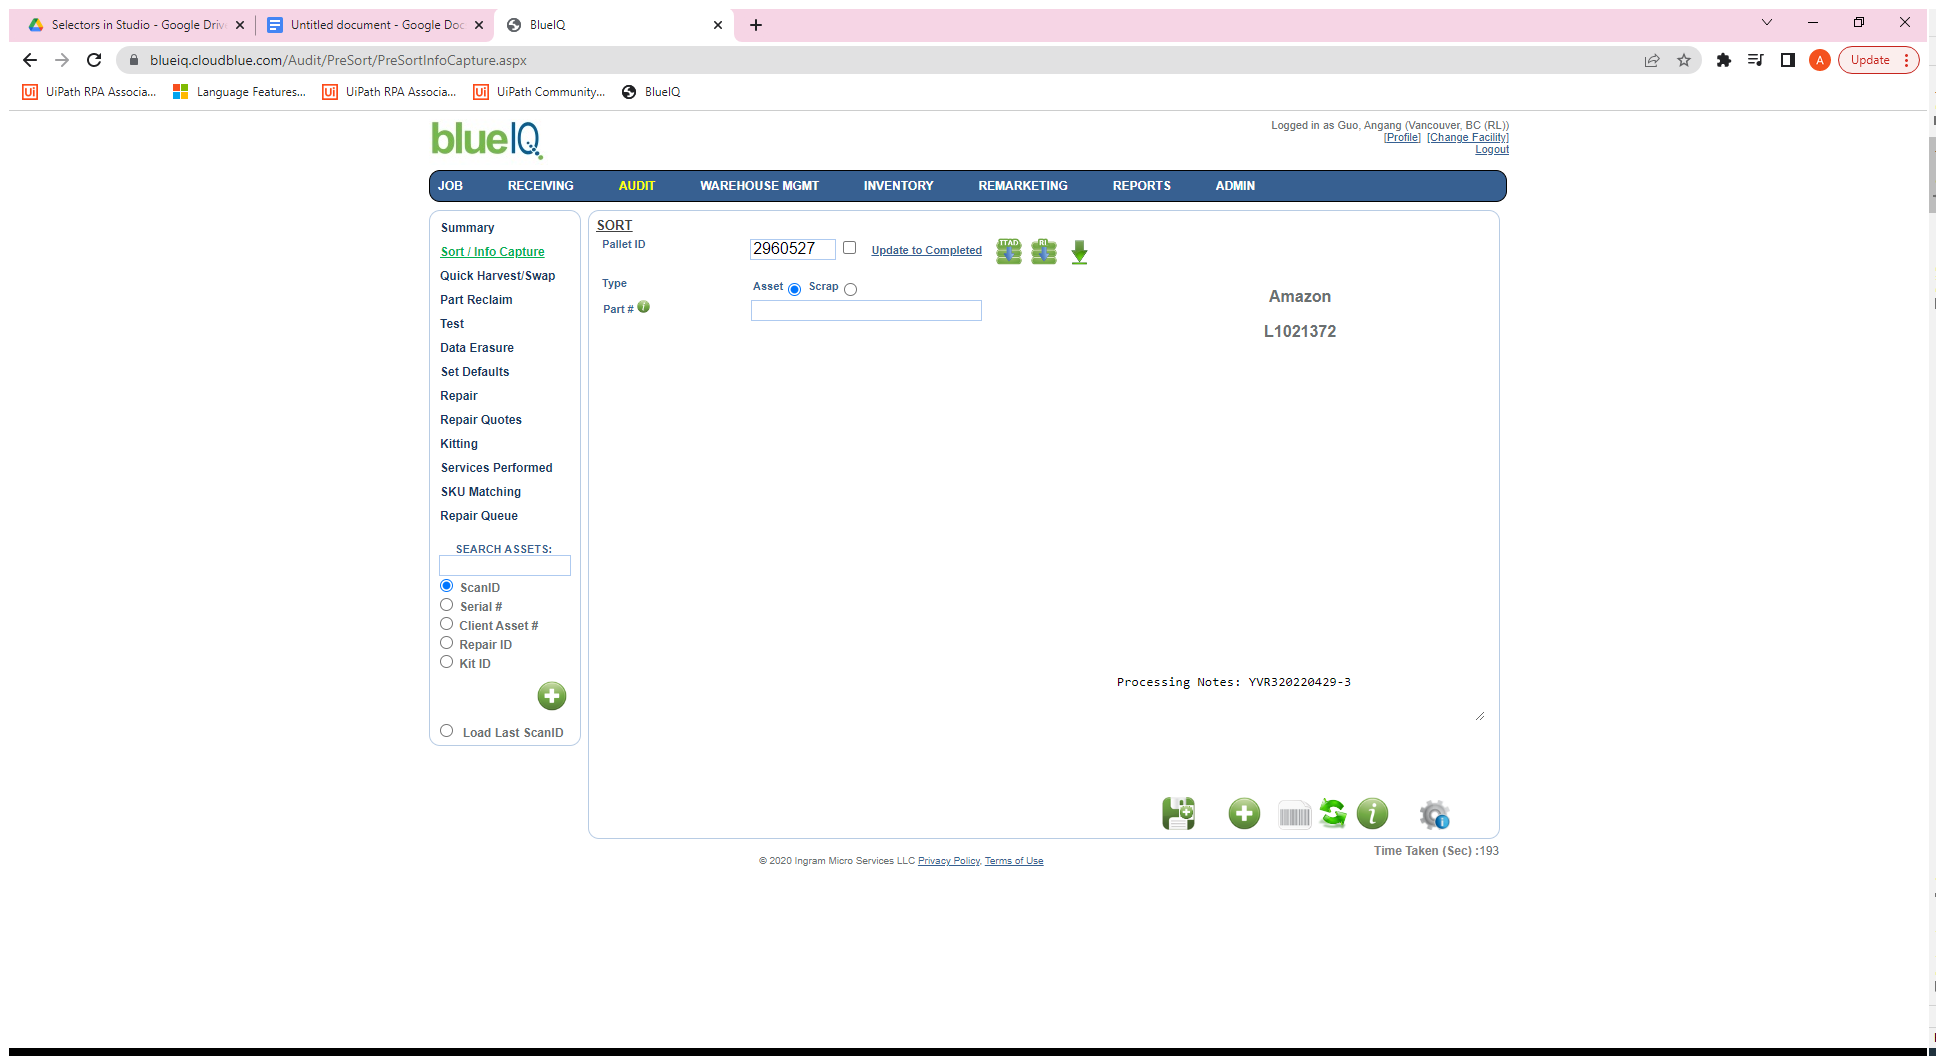 Selectors in Studio - Google Driv
Untitled document - Google Doc
BlueIQ
blueiq.cloudblue.com/Audit/PreSort/PreSortInfoCapture.aspx
A
Update
UiPath RPA Associa...
Language Features...
UiPath RPA Associa...
UiPath Community...
BlueIQ
blueIQ
Logged in as Guo, Angang (Vancouver, BC (RL))
[Profile] [Change Facility]
Logout
JOB RECEIVING AUDIT WAREHOUSE MGMT INVENTORY REMARKETING REPORTS ADMIN
Summary
Sort / Info Capture
Quick Harvest/Swap
Part Reclaim
Test
Data Erasure
Set Defaults
Repair
Repair Quotes
Kitting
Services Performed
SKU Matching
Repair Queue
SEARCH ASSETS:
ScanID
Serial #
Client Asset #
Repair ID
Kit ID
Load Last ScanID
SORT
Pallet ID 2960527 Update to Completed TTAD RL
Type Asset Scrap
Part #
Amazon
L1021372
Processing Notes: YVR320220429-3
Time Taken (Sec) :193
© 2020 Ingram Micro Services LLC Privacy Policy, Terms of Use